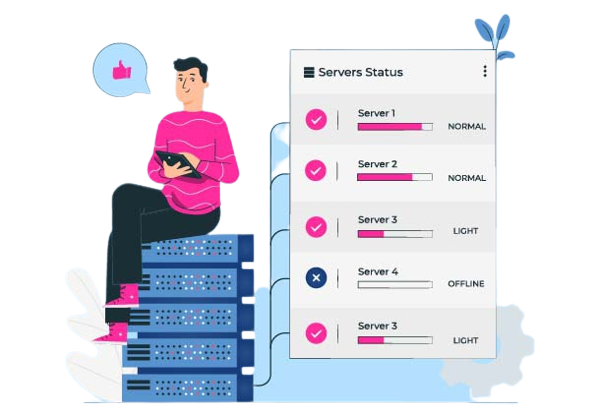 Servers Status
Server 1
NORMAL
Server 2
NORMAL
Server 3
LIGHT
Server 4
OFFLINE
Server 3
LIGHT